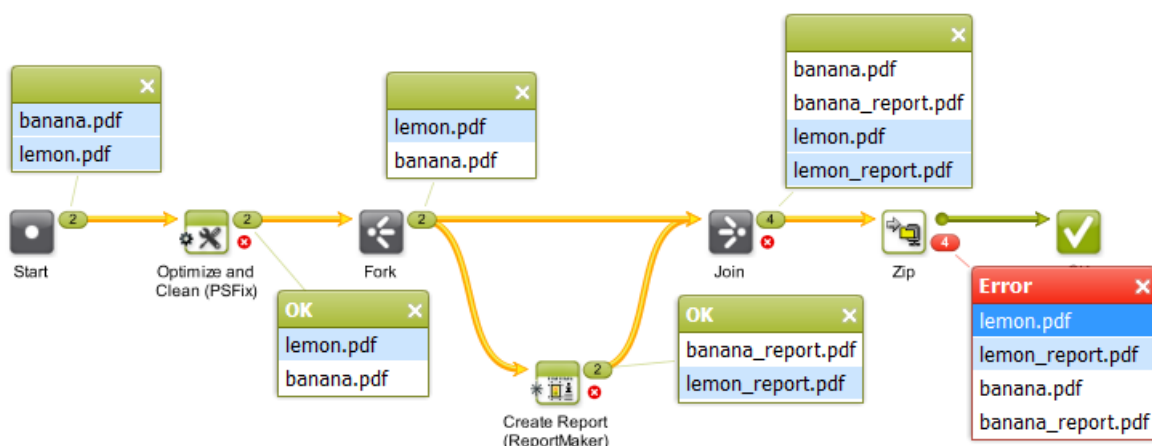 banana.pdf
lemon.pdf
lemon.pdf
banana.pdf
banana.pdf
banana_report.pdf
lemon.pdf
lemon_report.pdf
2
2
2
4
4
Start
Optimize and
Clean (PSFix)
Fork
Join
Zip
OK
lemon.pdf
banana.pdf
OK
banana_report.pdf
lemon_report.pdf
Error
lemon.pdf
lemon_report.pdf
banana.pdf
banana_report.pdf
2
Create Report
(ReportMaker)